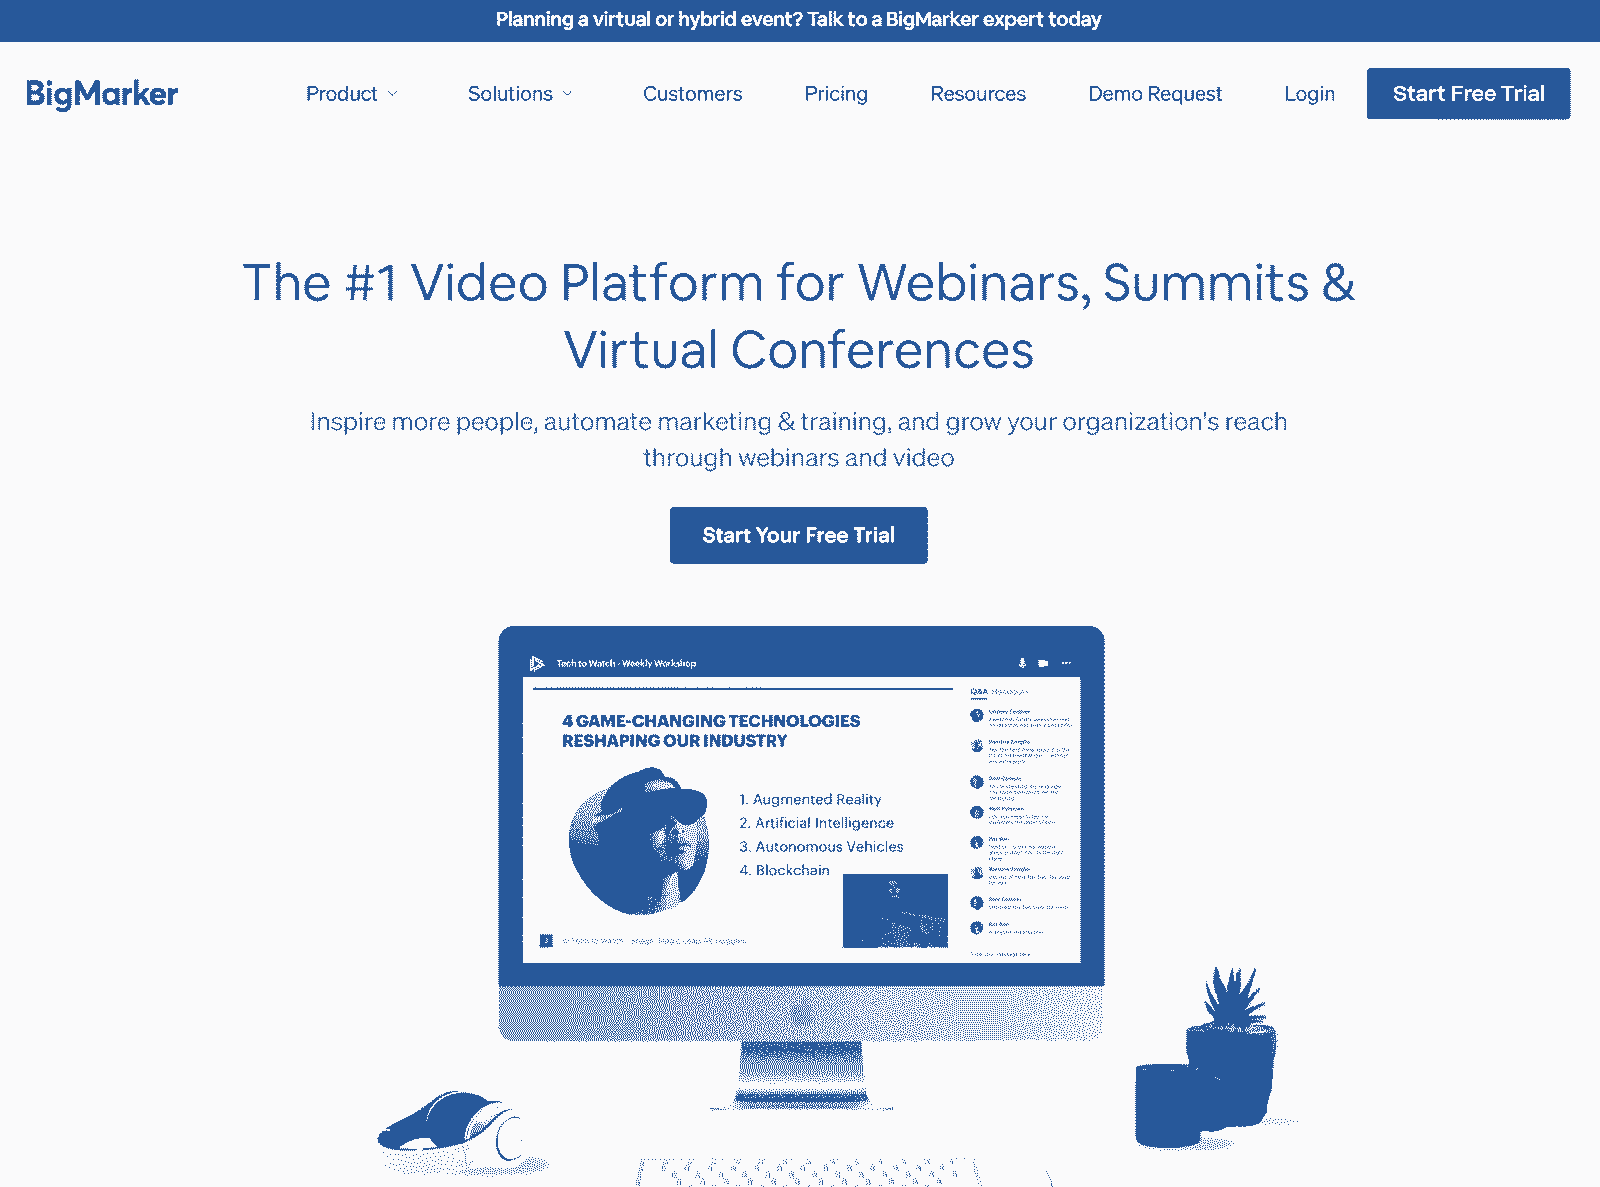 Planning a virtual or hybrid event? Talk to a BigMarker expert today
BigMarker
Product
Solutions
Customers
Pricing
Resources
Demo Request
Login
Start Free Trial
The #1 Video Platform for Webinars, Summits &
Virtual Conferences
Inspire more people, automate marketing & training, and grow your organization's reach
through webinars and video
Start Your Free Trial
Tech to Watch - Weekly Workshop
Q&A
4 GAME-CHANGING TECHNOLOGIES
RESHAPING OUR INDUSTRY
1. Augmented Reality
2. Artificial Intelligence
3. Autonomous Vehicles
4. Blockchain